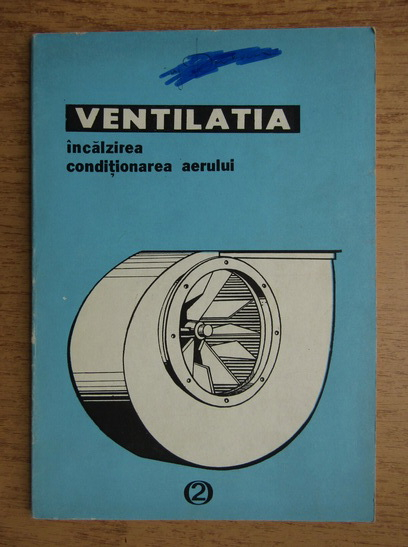 VENTILATIA
încălzirea
condiționarea aerului
2